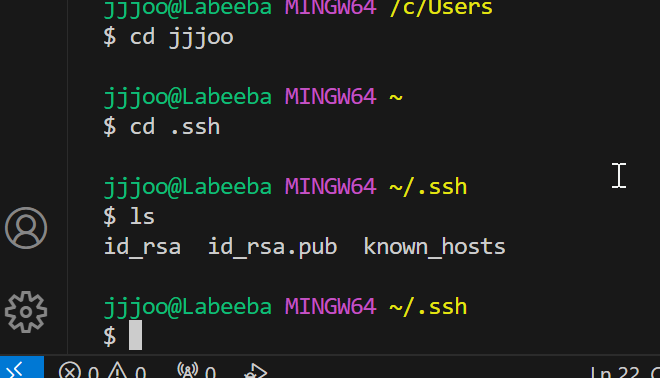 jjjoo@Labeeba MINGW64 /c/Users
$ cd jjjoo
jjjoo@Labeeba MINGW64 ~
$ cd .ssh
jjjoo@Labeeba MINGW64 ~/.ssh
$ ls
id_rsa  id_rsa.pub  known_hosts
jjjoo@Labeeba MINGW64 ~/.ssh
$
0 0 0 Ln 22,